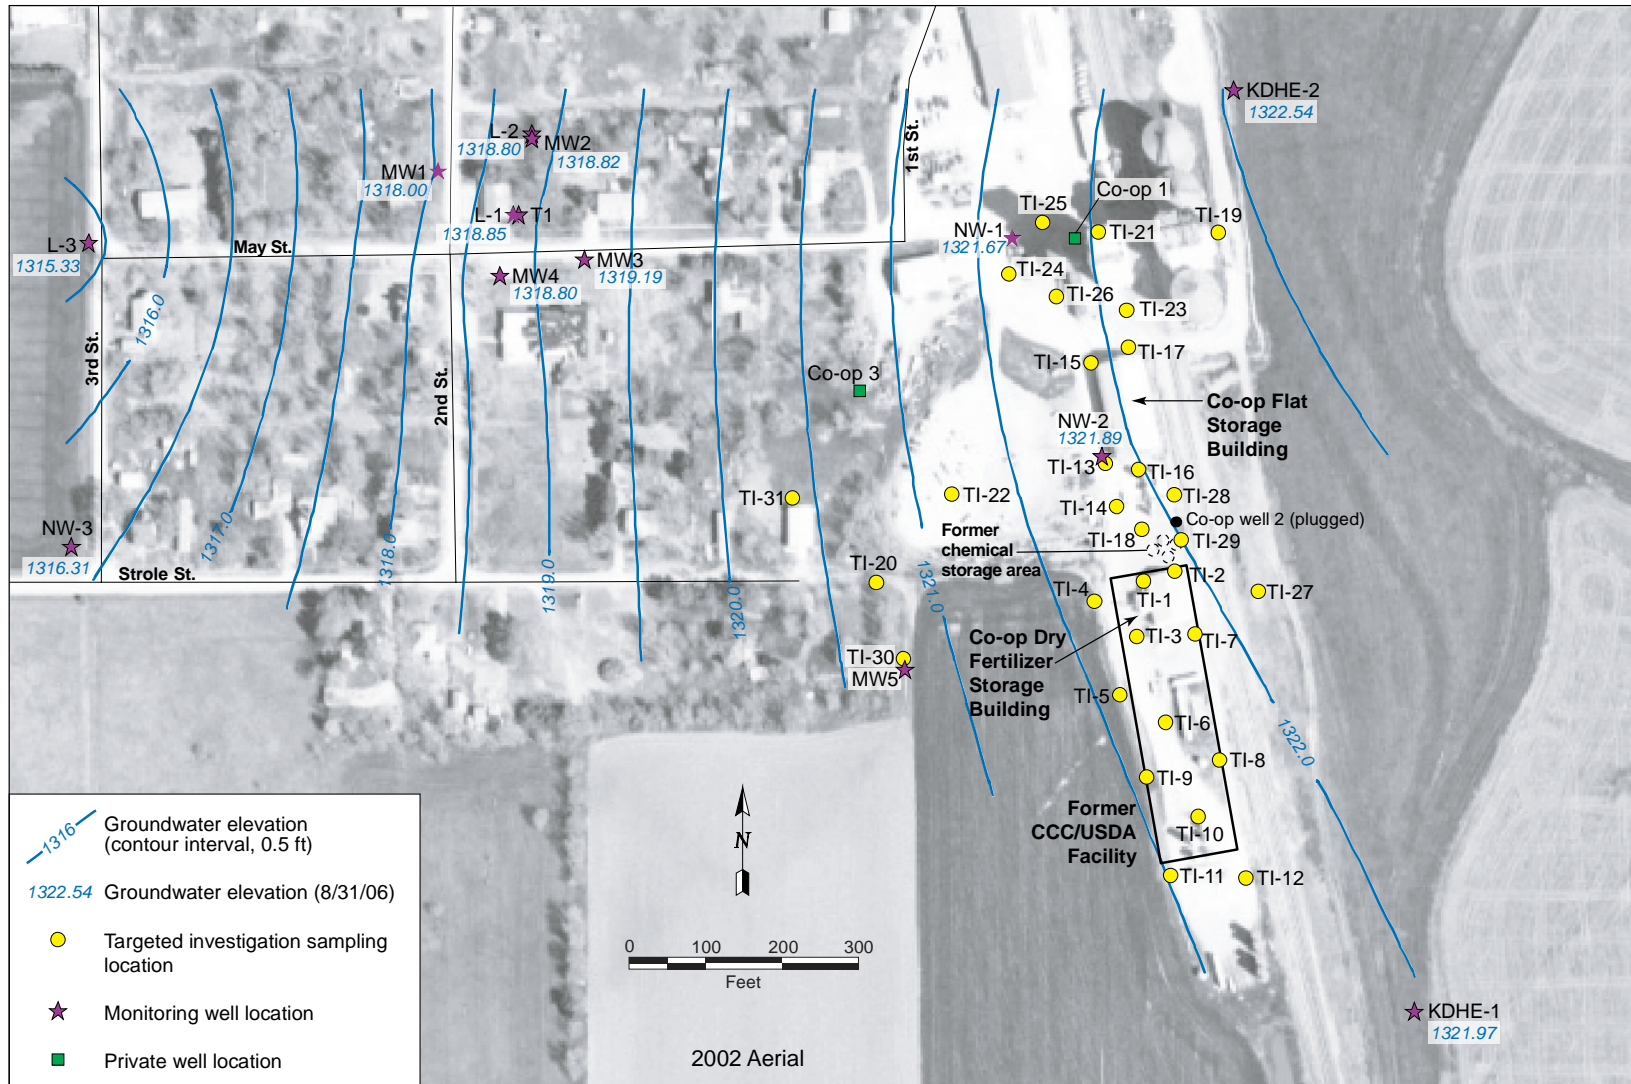 KDHE-2
1322.54
1st St.
L-2
1318.80
MW2
1318.82
MW1
1318.00
L-1
T1
1318.85
TI-25
Co-op 1
TI-19
NW-1
1321.67
TI-21
L-3
1315.33
May St.
MW3
1319.19
MW4
1318.80
TI-24
TI-26
TI-23
1316.0
3rd St.
2nd St.
TI-17
TI-15
Co-op 3
Co-op Flat
Storage
Building
NW-2
1321.89
TI-13
TI-16
TI-31
TI-22
TI-28
TI-14
Co-op well 2 (plugged)
NW-3
1316.31
1317.0
1318.0
1319.0
1320.0
1321.0
Former
chemical
storage area
TI-18
TI-29
Strole St.
TI-20
TI-2
TI-4
TI-1
TI-27
Co-op Dry
Fertilizer
Storage
Building
TI-3
TI-7
TI-30
MW5
TI-5
TI-6
1322.0
TI-8
TI-9
Former
CCC/USDA
Facility
TI-10
TI-11
TI-12
KDHE-1
1321.97
1316
Groundwater elevation
(contour interval, 0.5 ft)
1322.54
Groundwater elevation (8/31/06)
Targeted investigation sampling
location
Monitoring well location
Private well location
N
0 100 200 300
Feet
2002 Aerial